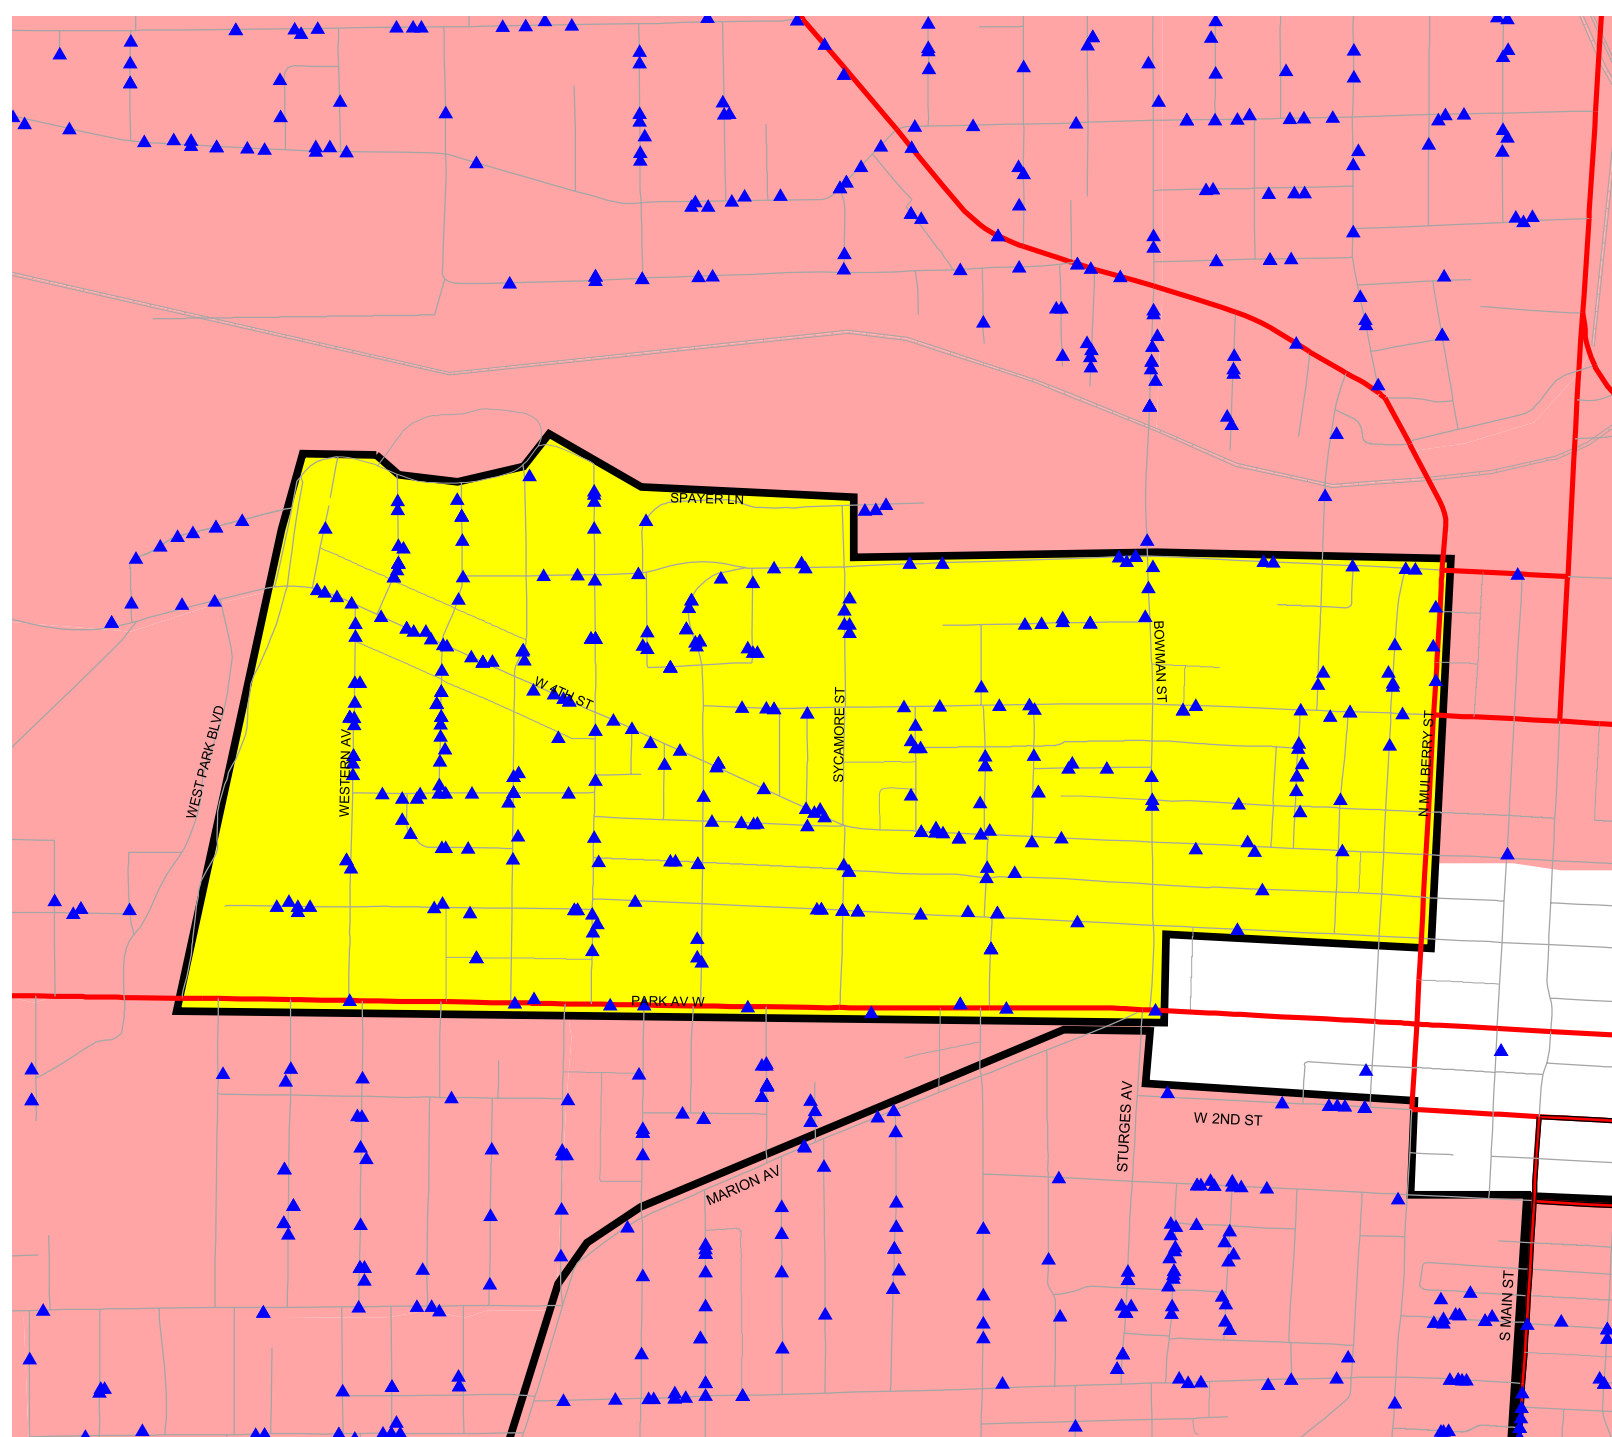 SPAYER LN
W 4TH ST
BOWMAN ST
WEST PARK BLVD
WESTERN AV
SYCAMORE ST
N MULBERRY ST
PARK AV W
STURGES AV
W 2ND ST
MARION AV
S MAIN ST